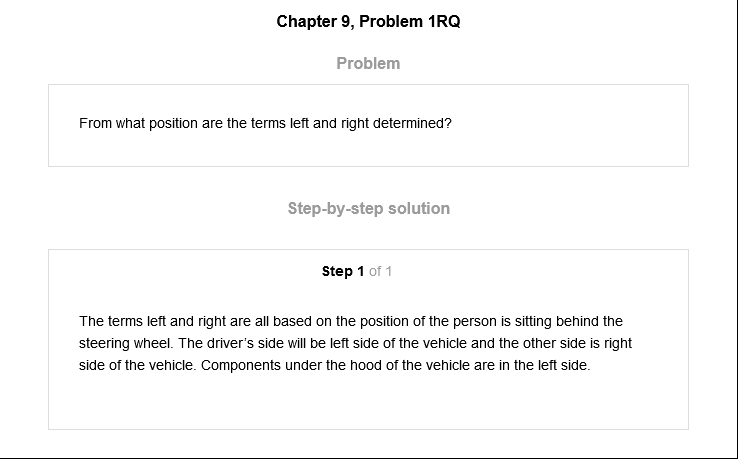 Chapter 9, Problem 1RQ
Problem
From what position are the terms left and right determined?
Step-by-step solution
Step 1 of 1
The terms left and right are all based on the position of the person is sitting behind the
steering wheel. The driver’s side will be left side of the vehicle and the other side is right
side of the vehicle. Components under the hood of the vehicle are in the left side.